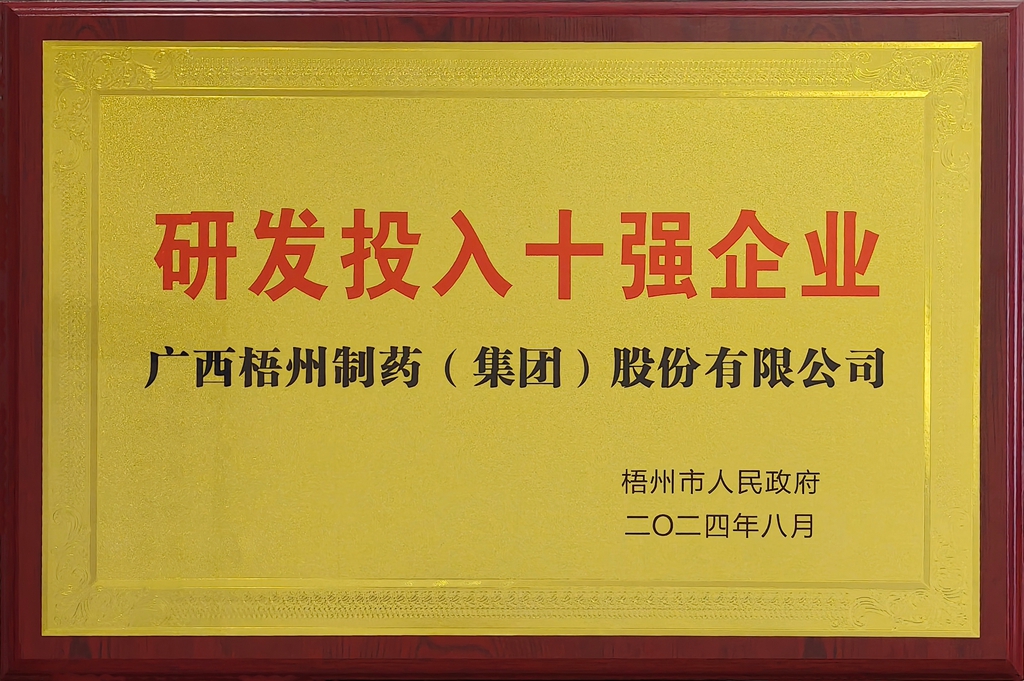 研发投入十强企业
广西梧州制药（集团）股份有限公司
梧州市人民政府
二〇二四年八月